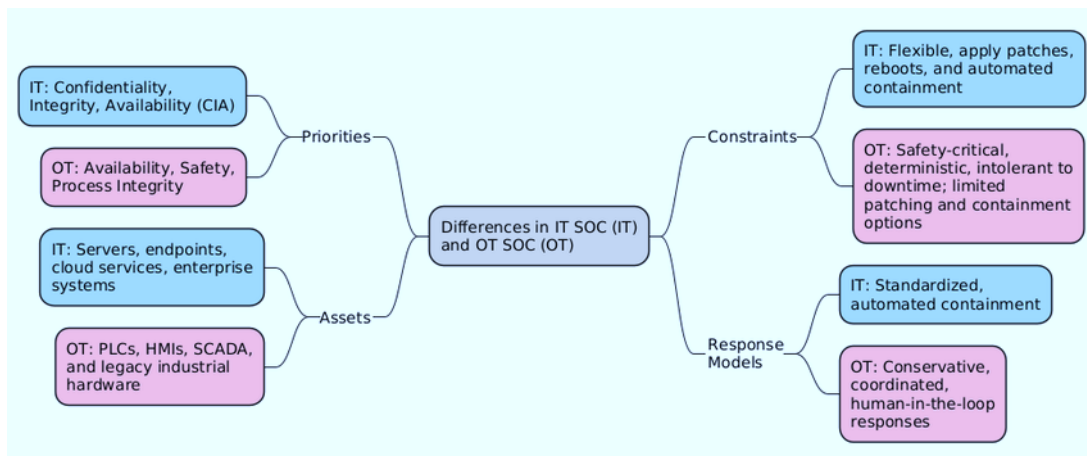 Differences in IT SOC (IT)
and OT SOC (OT)
Priorities
IT: Confidentiality,
Integrity, Availability (CIA)
OT: Availability, Safety,
Process Integrity
Assets
IT: Servers, endpoints,
cloud services, enterprise
systems
OT: PLCs, HMIs, SCADA,
and legacy industrial
hardware
Constraints
IT: Flexible, apply patches,
reboots, and automated
containment
OT: Safety-critical,
deterministic, intolerant to
downtime; limited
patching and containment
options
Response
Models
IT: Standardized,
automated containment
OT: Conservative,
coordinated,
human-in-the-loop
responses